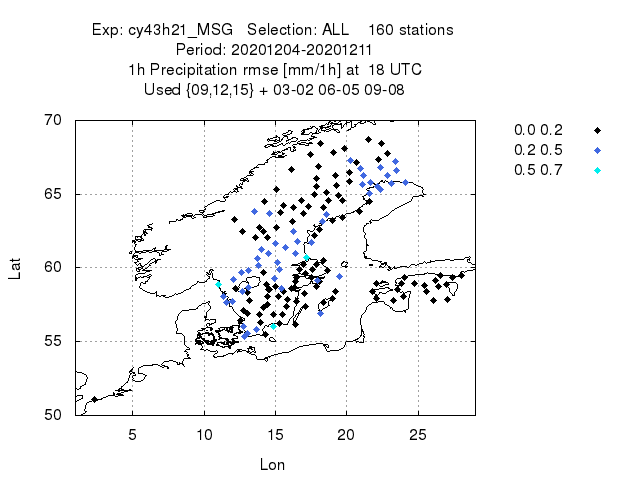 Exp: cy43h21_MSG   Selection: ALL    160 stations
Period: 20201204-20201211
1h Precipitation rmse [mm/1h] at  18 UTC
Used {09,12,15} + 03-02 06-05 09-08
0.0 0.2
0.2 0.5
0.5 0.7
70
65
60
55
50
Lat
5
10
15
20
25
Lon